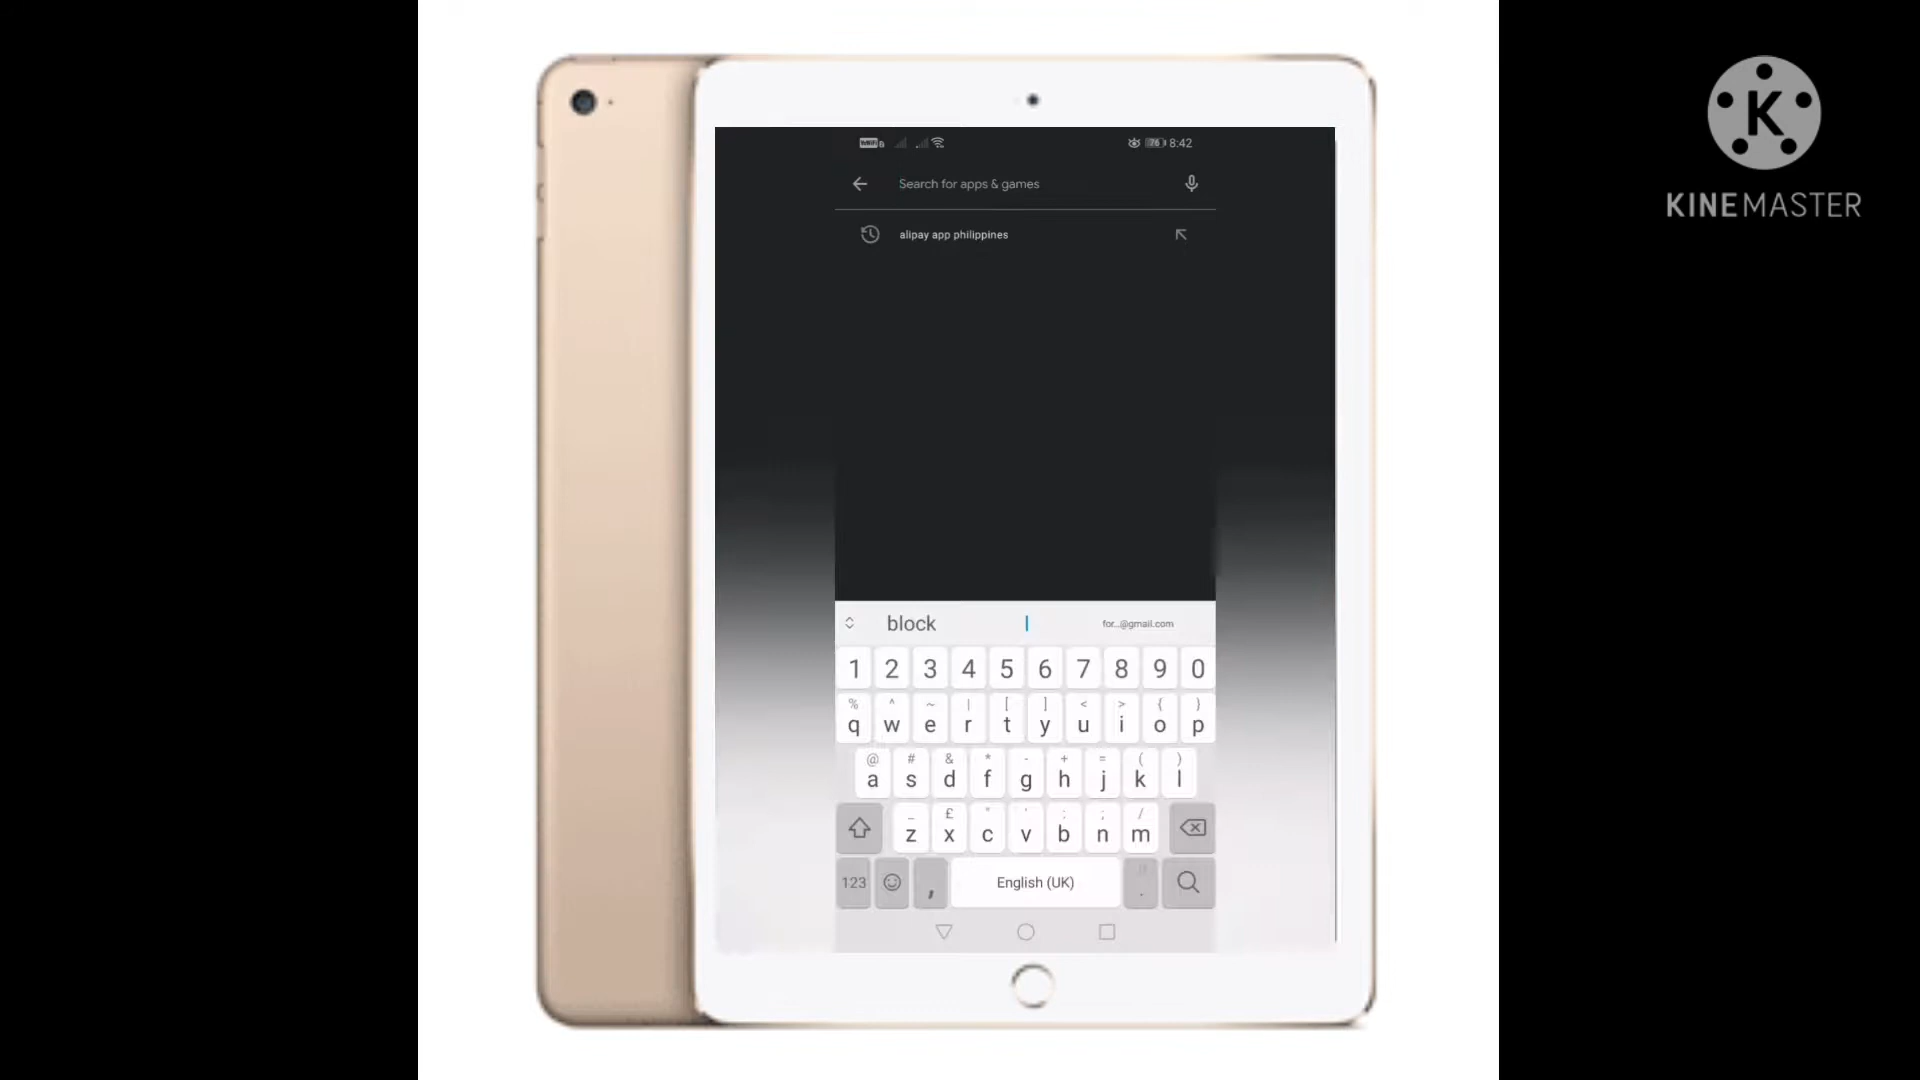 K
KINEMASTER
76 8:42
Search for apps & games
alipay app philippines
block for...@gmail.com
1 2 3 4 5 6 7 8 9 0
% ^ ~ | [ ] < > { }
q w e r t y u i o p
@ # & * - + = ( )
a s d f g h j k l
_ £ " ' : ; /
z x c v b n m
123 , English (UK) .